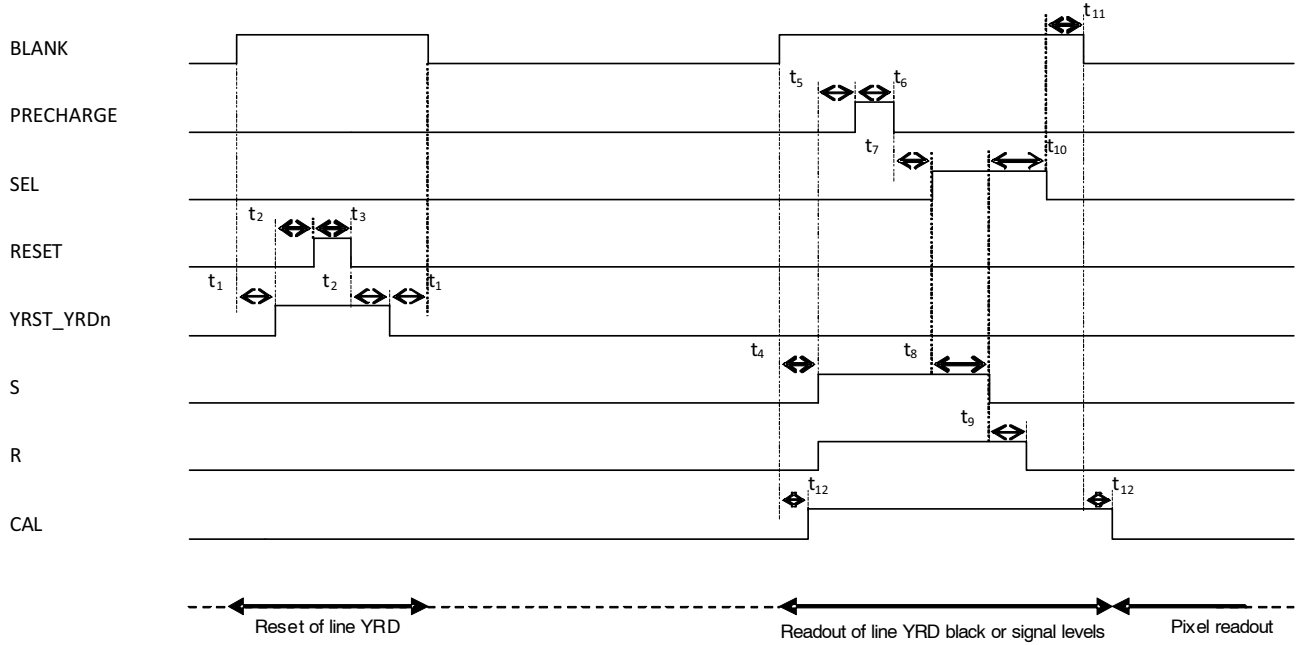 t11
BLANK
t5 t6
PRECHARGE
t7 t10
SEL
t2 t3
RESET
t1 t2 t1
YRST_YRDn
t4 t8
S
t9
R
t12 t12
CAL
Reset of line YRD Readout of line YRD black or signal levels Pixel readout